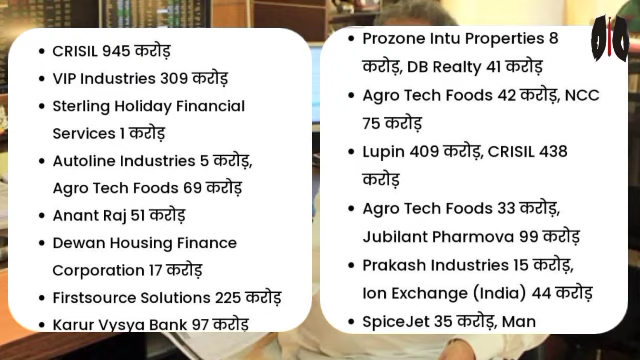 CRISIL 945 करोड़
VIP Industries 309 करोड़
Sterling Holiday Financial
Services 1 करोड़
Autoline Industries 5 करोड़,
Agro Tech Foods 69 करोड़
Anant Raj 51 करोड़
Dewan Housing Finance
Corporation 17 करोड़
Firstsource Solutions 225 करोड़
Karur Vysya Bank 97 करोड़
Prozone Intu Properties 8
करोड़, DB Realty 41 करोड़
Agro Tech Foods 42 करोड़, NCC
75 करोड़
Lupin 409 करोड़, CRISIL 438
करोड़
Agro Tech Foods 33 करोड़,
Jubilant Pharmova 99 करोड़
Prakash Industries 15 करोड़,
Ion Exchange (India) 44 करोड़
SpiceJet 35 करोड़, Man